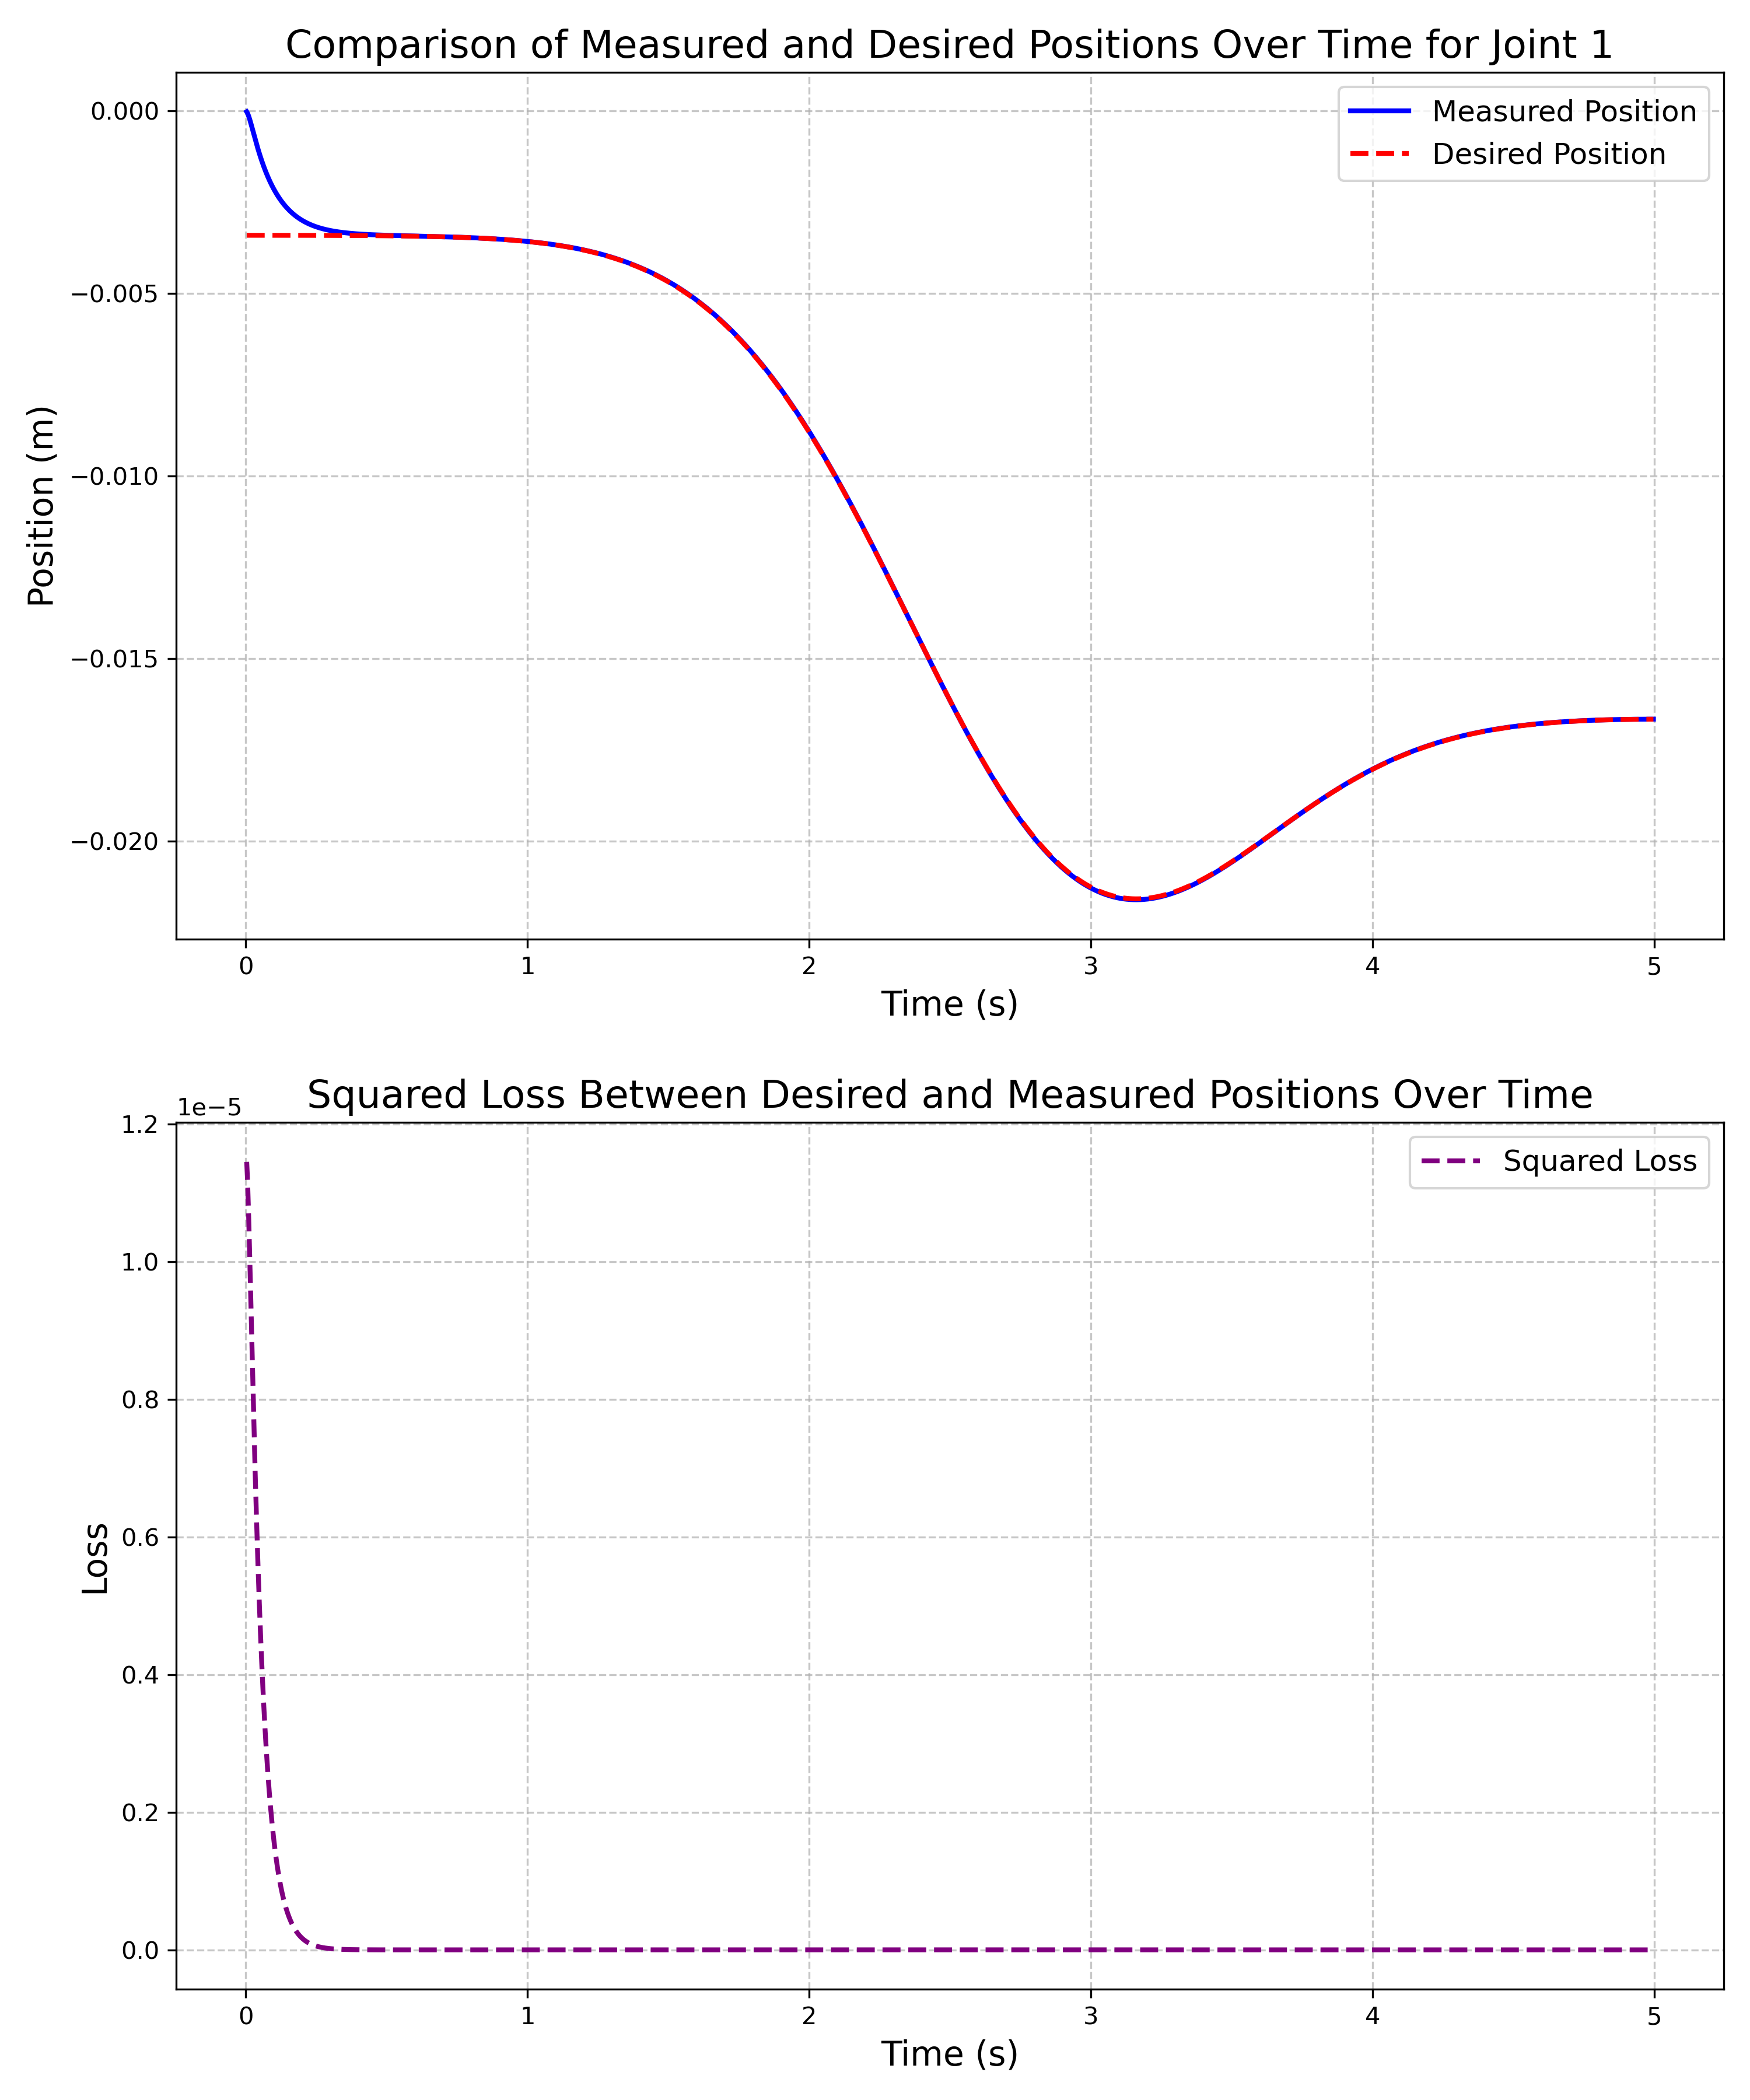 Comparison of Measured and Desired Positions Over Time for Joint 1
Measured Position
Desired Position
Position (m)
0.000
−0.005
−0.010
−0.015
−0.020
0 1 2 3 4 5
Time (s)
Squared Loss Between Desired and Measured Positions Over Time
1e−5
Squared Loss
Loss
1.2
1.0
0.8
0.6
0.4
0.2
0.0
0 1 2 3 4 5
Time (s)